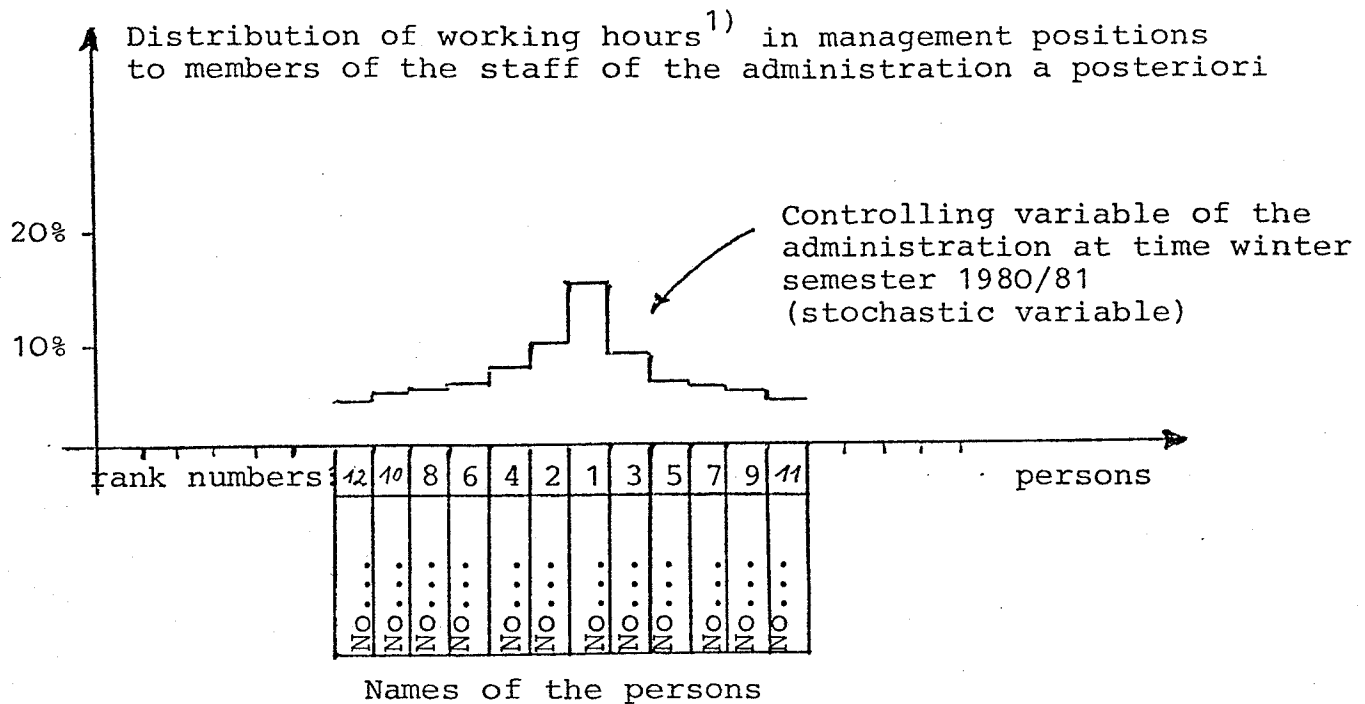 Distribution of working hours1) in management positions
to members of the staff of the administration a posteriori
Controlling variable of the
administration at time winter
semester 1980/81
(stochastic variable)
20%
10%
rank numbers: 12 10 8 6 4 2 1 3 5 7 9 11 persons
No.... No.... No.... No.... No.... No.... No.... No.... No.... No.... No.... No....
Names of the persons